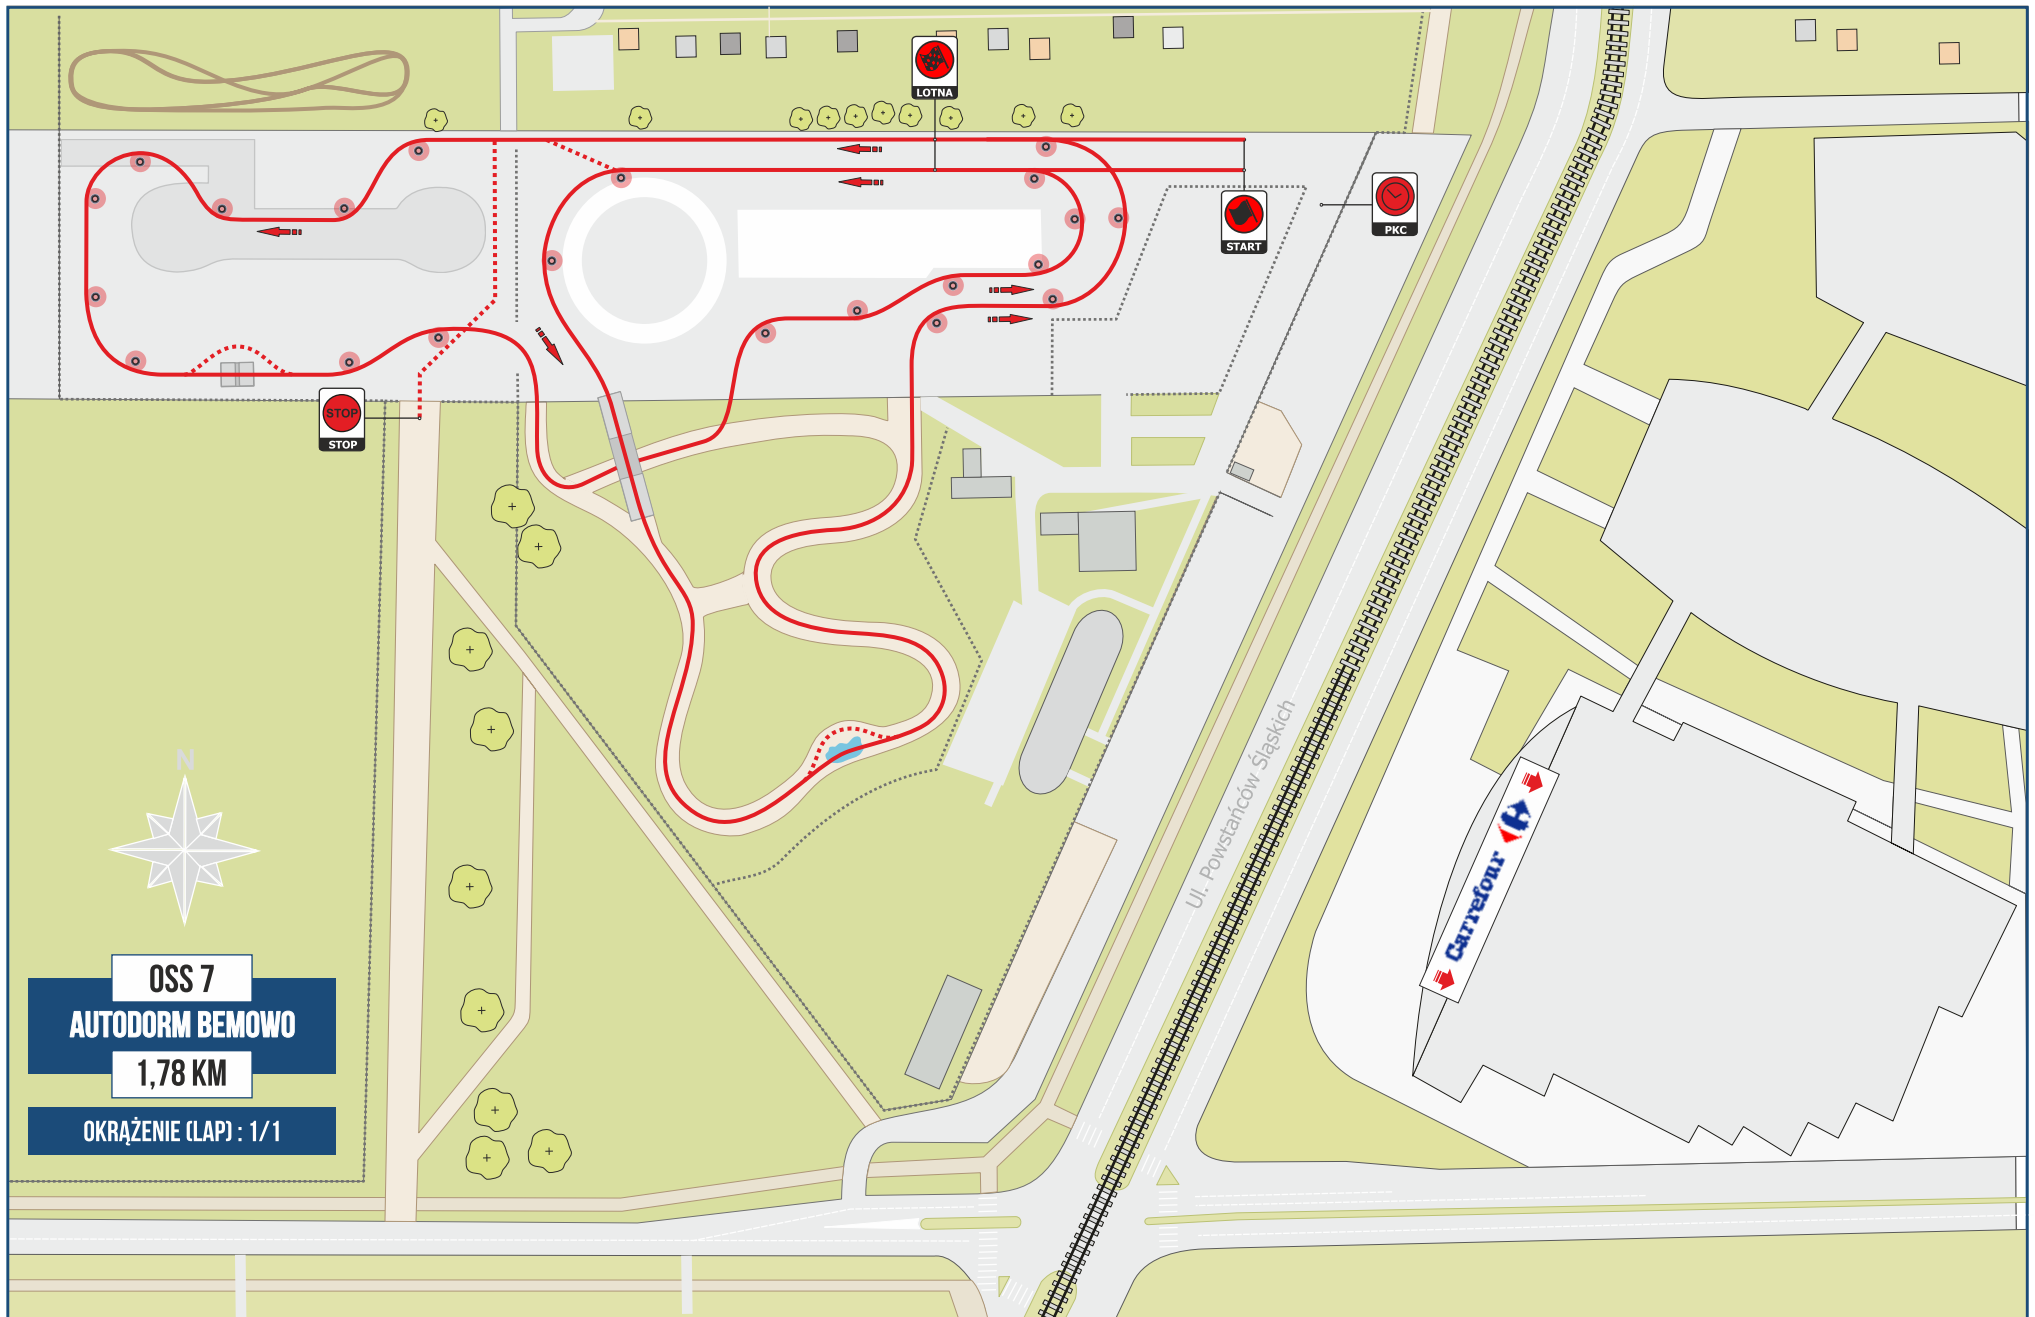 LOTNA
START
PKC
STOP
STOP
N
Ul. Powstańców Śląskich
Carrefour
OSS 7
AUTODORM BEMOWO
1,78 KM
OKRĄŻENIE (LAP) : 1/1